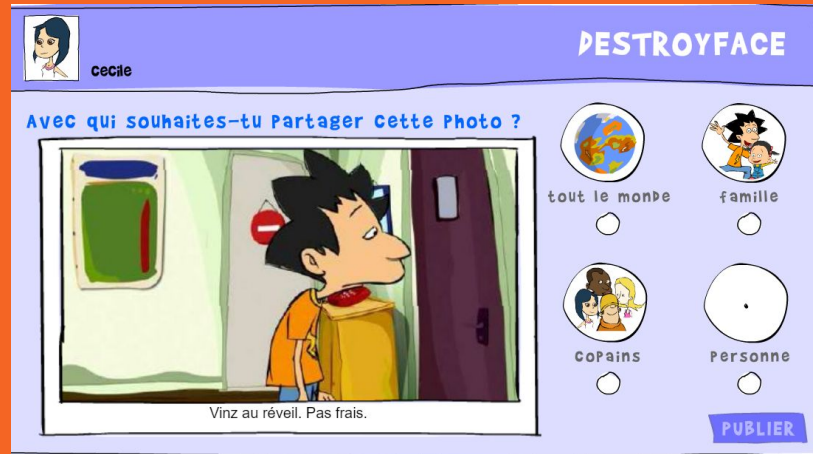 cecile
DESTROYFACE
Avec qui souhaites-tu partager cette photo ?
tout le monde
famille
copains
personne
Vinz au réveil. Pas frais.
PUBLIER